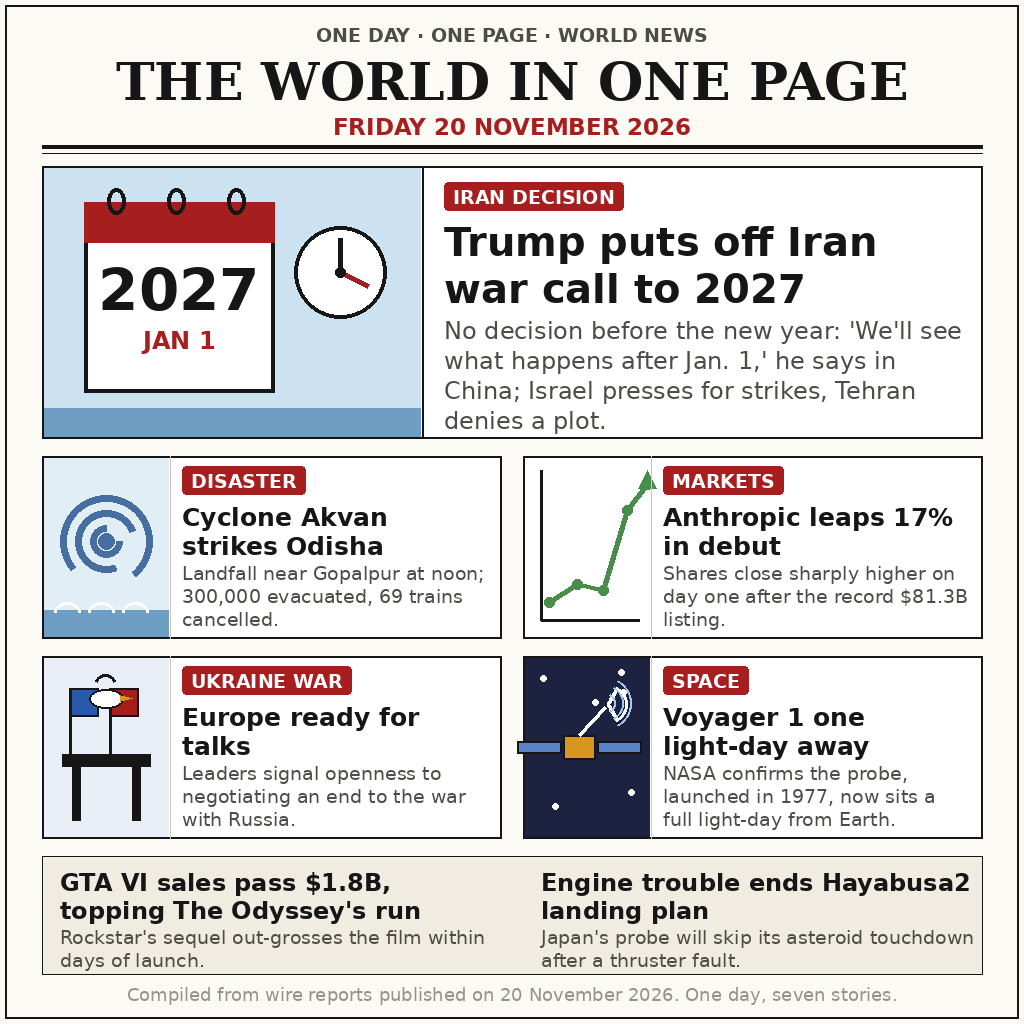 ONE DAY · ONE PAGE · WORLD NEWS
THE WORLD IN ONE PAGE
FRIDAY 20 NOVEMBER 2026
2027
JAN 1
IRAN DECISION
Trump puts off Iran
war call to 2027
No decision before the new year: 'We'll see
what happens after Jan. 1,' he says in
China; Israel presses for strikes, Tehran
denies a plot.
DISASTER
Cyclone Akvan
strikes Odisha
Landfall near Gopalpur at noon;
300,000 evacuated, 69 trains
cancelled.
MARKETS
Anthropic leaps 17%
in debut
Shares close sharply higher on
day one after the record $81.3B
listing.
UKRAINE WAR
Europe ready for
talks
Leaders signal openness to
negotiating an end to the war
with Russia.
SPACE
Voyager 1 one
light-day away
NASA confirms the probe,
launched in 1977, now sits a
full light-day from Earth.
GTA VI sales pass $1.8B,
topping The Odyssey's run
Rockstar's sequel out-grosses the film within
days of launch.
Engine trouble ends Hayabusa2
landing plan
Japan's probe will skip its asteroid touchdown
after a thruster fault.
Compiled from wire reports published on 20 November 2026. One day, seven stories.